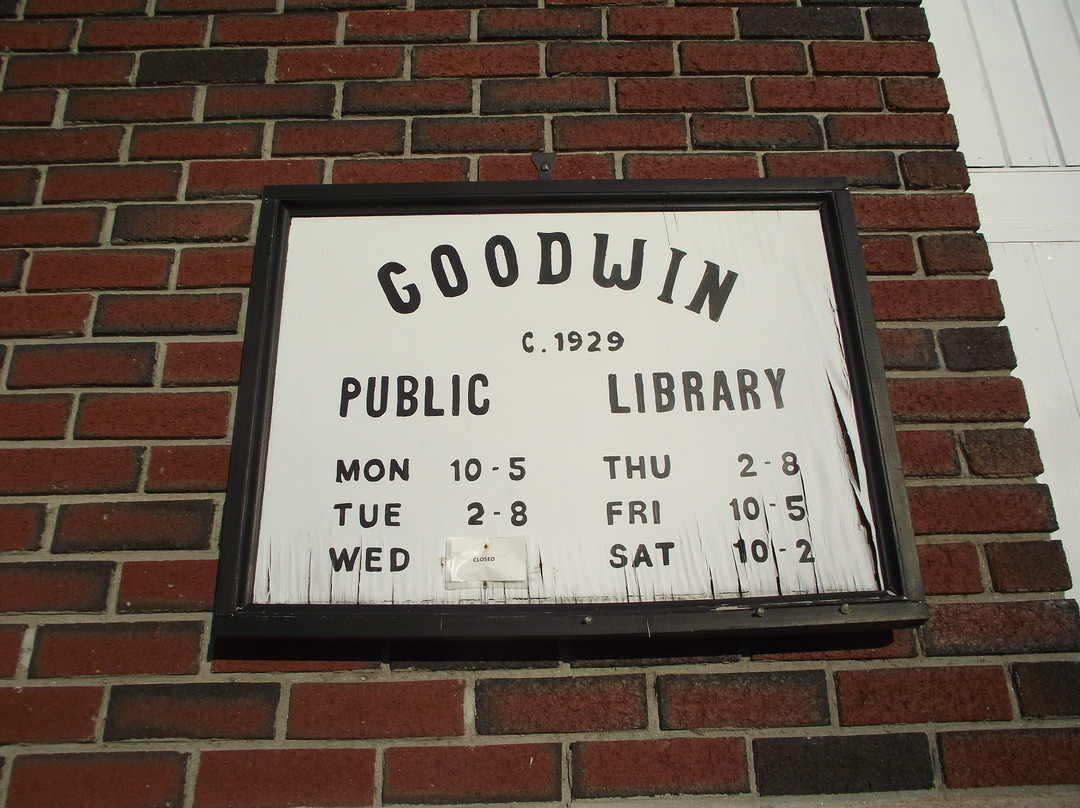 GOODWIN
C. 1929
PUBLIC LIBRARY
MON 10-5 THU 2-8
TUE 2-8 FRI 10-5
WED CLOSED SAT 10-2